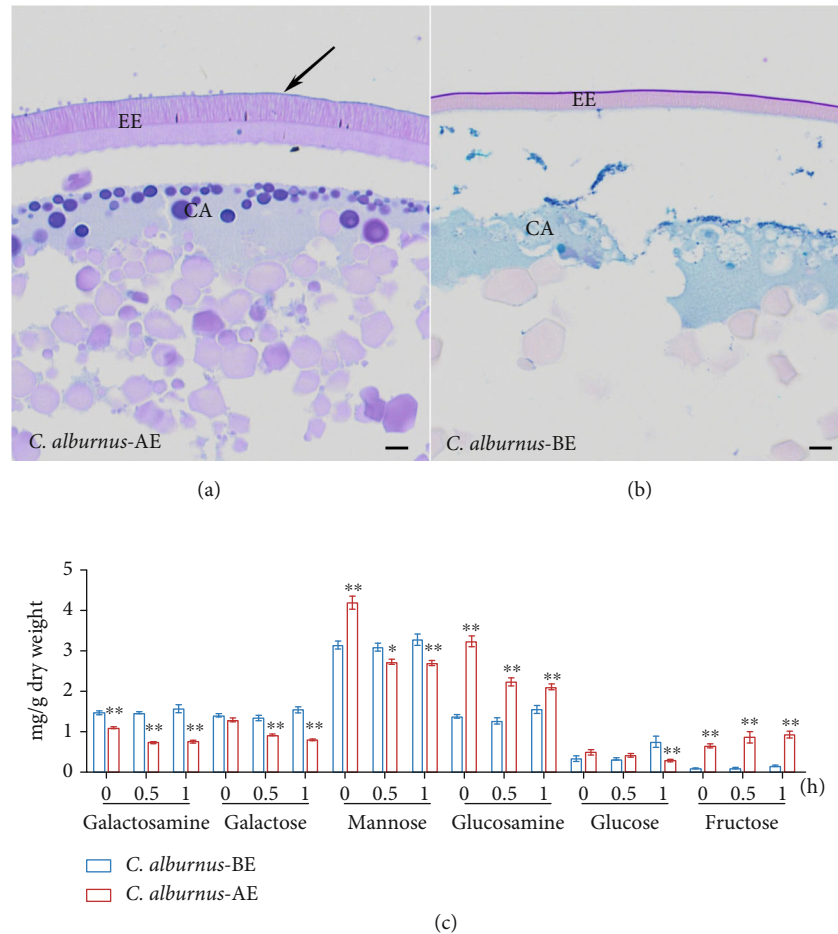 EE
CA
C. alburnus-AE
EE
CA
C. alburnus-BE
(a)
(b)
mg/g dry weight
5
4
3
2
1
0
** ** ** ** ** ** * ** ** ** ** ** ** ** **
0 0.5 1 0 0.5 1 0 0.5 1 0 0.5 1 0 0.5 1 0 0.5 1 (h)
Galactosamine Galactose Mannose Glucosamine Glucose Fructose
C. alburnus-BE
C. alburnus-AE
(c)